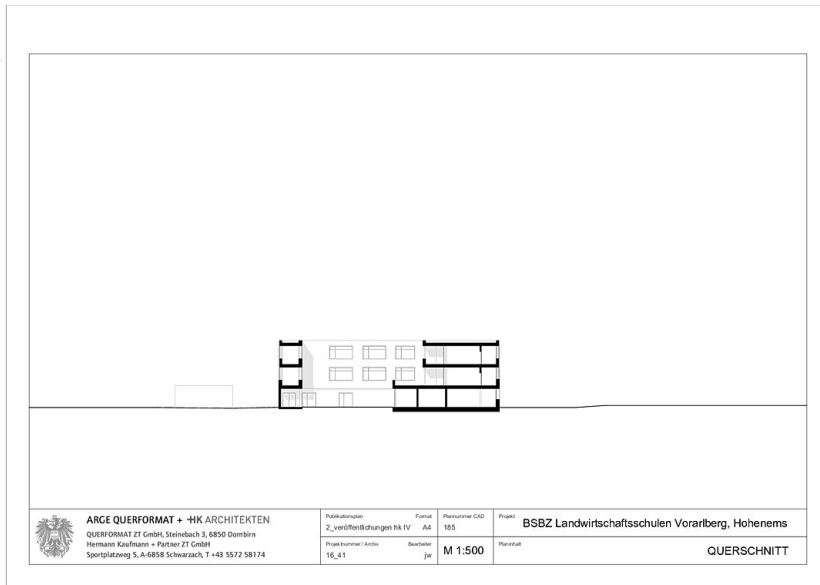 ARGE QUERFORMAT + HK ARCHITEKTEN
QUERFORMAT ZT GmbH, Steinebach 3, 6850 Dornbirn
Hermann Kaufmann + Partner ZT GmbH
Sportplatzweg 5, A-6858 Schwarzach, T +43 5572 58174
Publikationsplan Format
2_veröffentlichungen hk IV A4
Projektnummer / Archiv Bearbeiter
16_41 jw
Plannummer CAD
185
M 1:500
Projekt
BSBZ Landwirtschaftsschulen Vorarlberg, Hohenems
Planinhalt
QUERSCHNITT